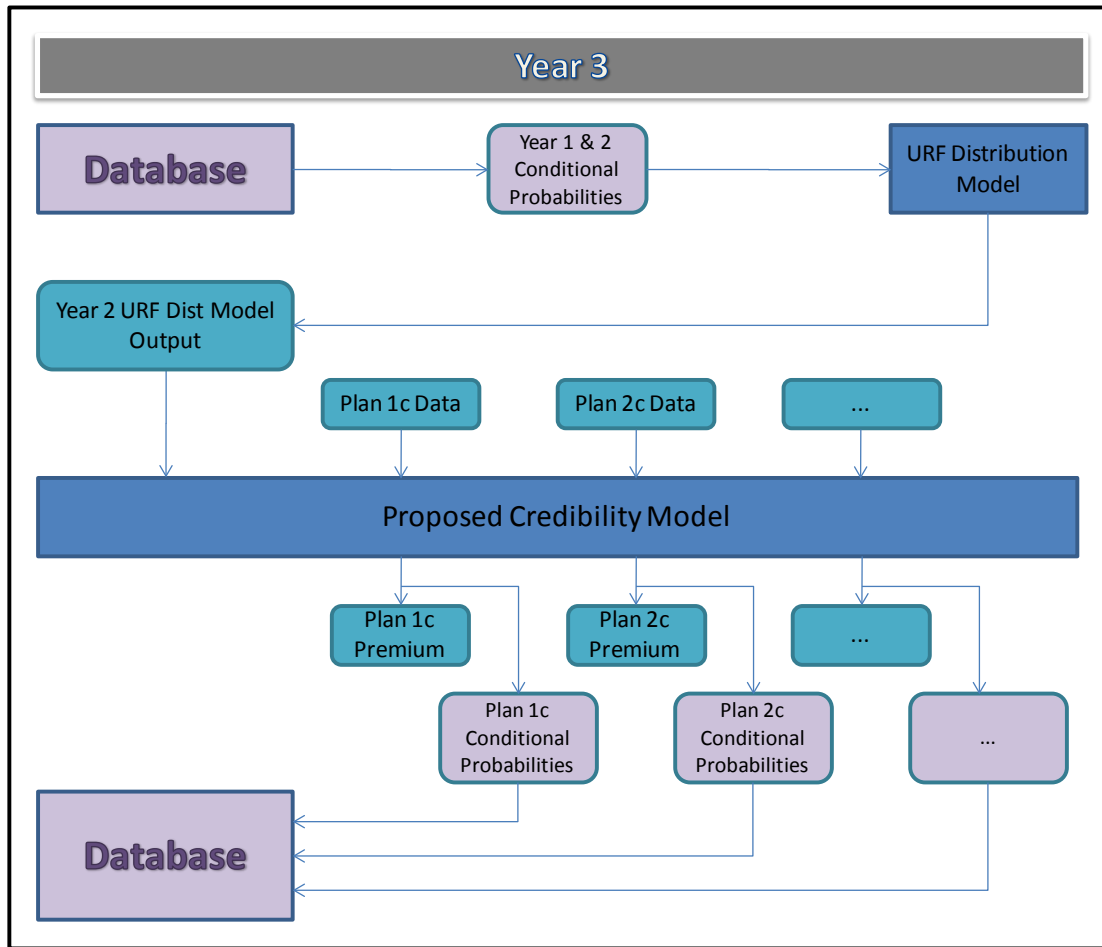 Year 3
Database
Year 1 & 2
Conditional
Probabilities
URF Distribution
Model
Year 2 URF Dist Model
Output
Plan 1c Data
Plan 2c Data
...
Proposed Credibility Model
Plan 1c
Premium
Plan 2c
Premium
...
Plan 1c
Conditional
Probabilities
Plan 2c
Conditional
Probabilities
...
Database